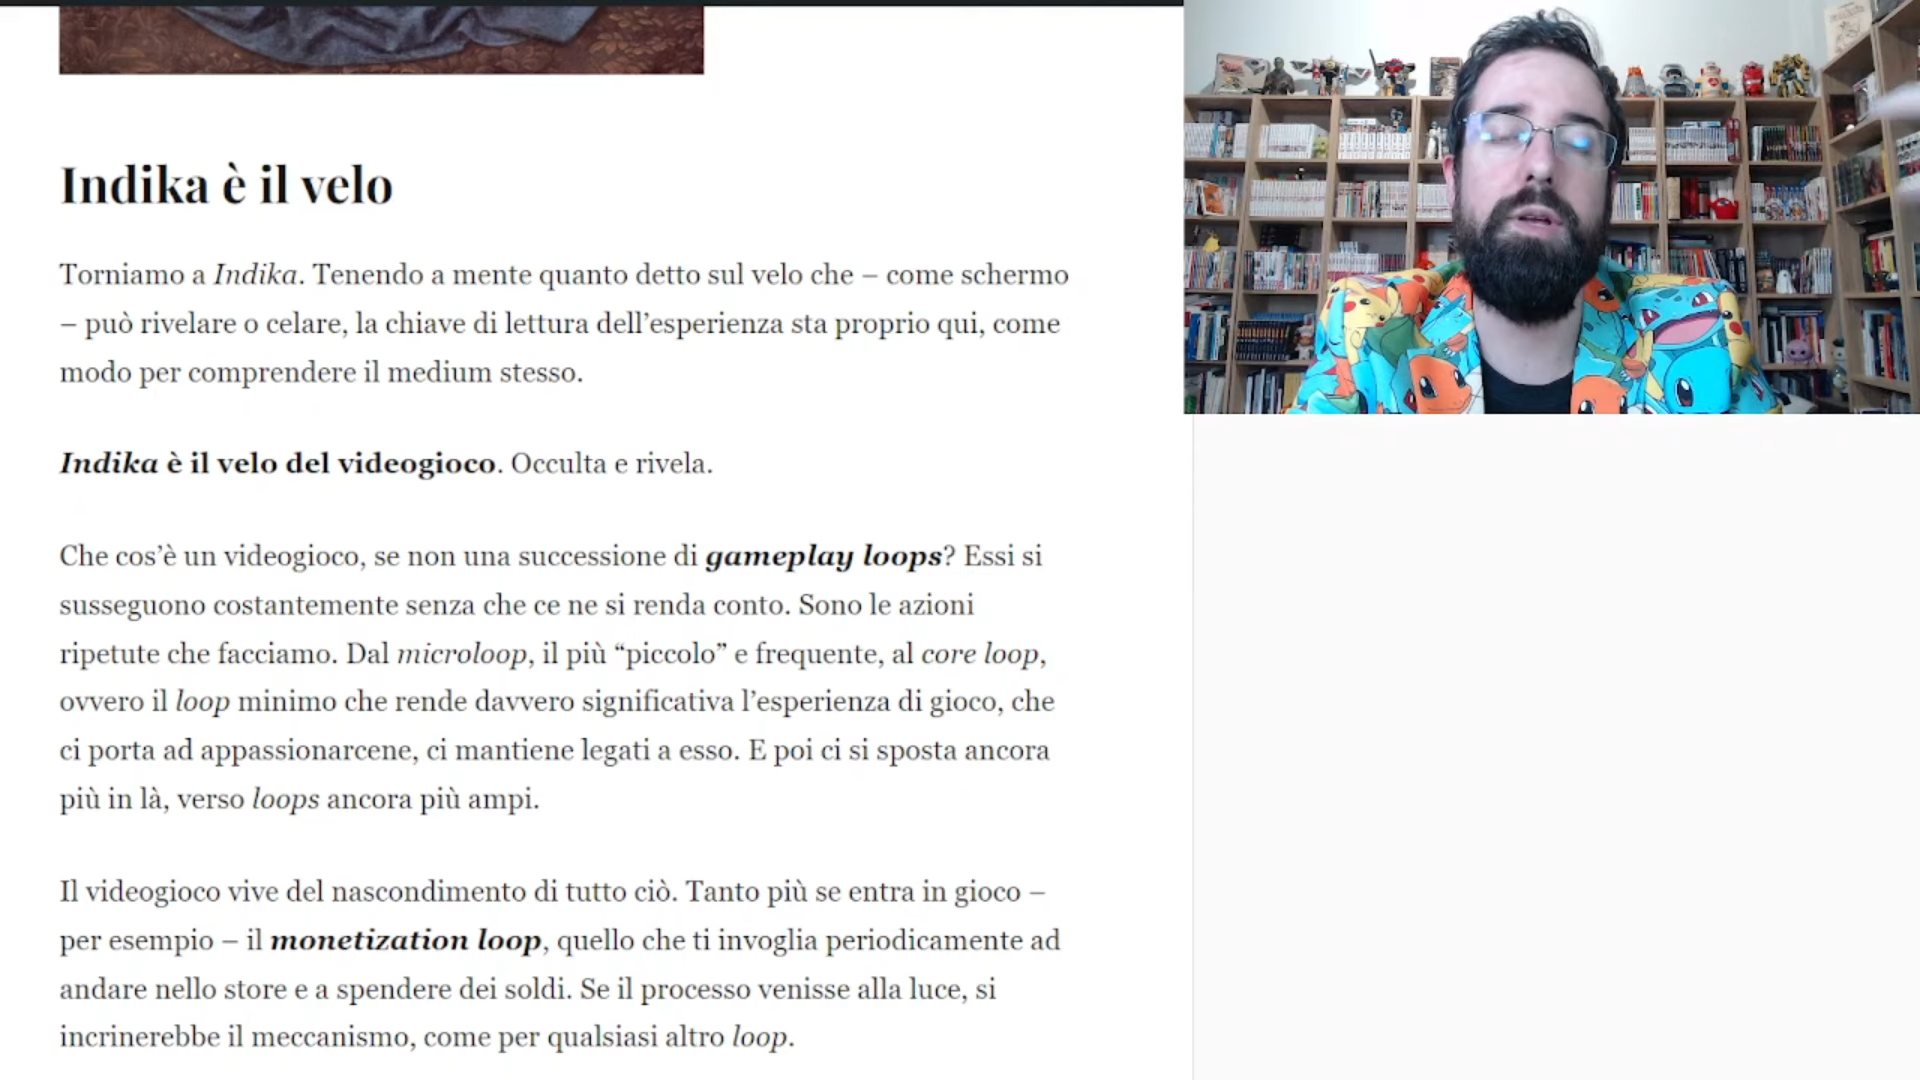 Indika è il velo
Torniamo a Indika. Tenendo a mente quanto detto sul velo che – come schermo
– può rivelare o celare, la chiave di lettura dell’esperienza sta proprio qui, come
modo per comprendere il medium stesso.
Indika è il velo del videogioco. Occulta e rivela.
Che cos’è un videogioco, se non una successione di gameplay loops? Essi si
susseguono costantemente senza che ce ne si renda conto. Sono le azioni
ripetute che facciamo. Dal microloop, il più “piccolo” e frequente, al core loop,
ovvero il loop minimo che rende davvero significativa l’esperienza di gioco, che
ci porta ad appassionarcene, ci mantiene legati a esso. E poi ci si sposta ancora
più in là, verso loops ancora più ampi.
Il videogioco vive del nascondimento di tutto ciò. Tanto più se entra in gioco –
per esempio – il monetization loop, quello che ti invoglia periodicamente ad
andare nello store e a spendere dei soldi. Se il processo venisse alla luce, si
incrinerebbe il meccanismo, come per qualsiasi altro loop.